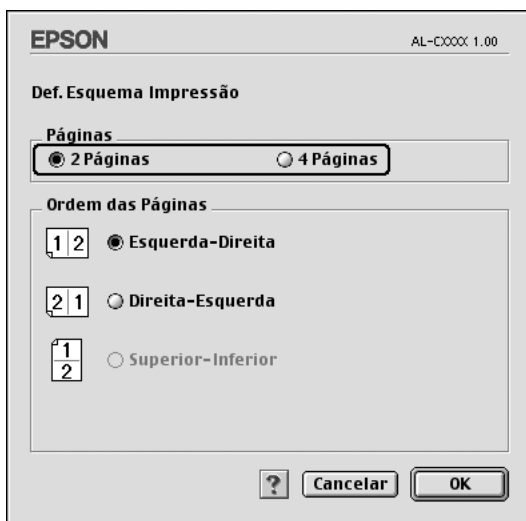 EPSON
AL-CXXX 1.00
Def. Esquema Impressão
Páginas
2 Páginas
4 Páginas
Ordem das Páginas
1 2
Esquerda-Direita
2 1
Direita-Esquerda
1
2
Superior-Inferior
?
Cancelar
OK